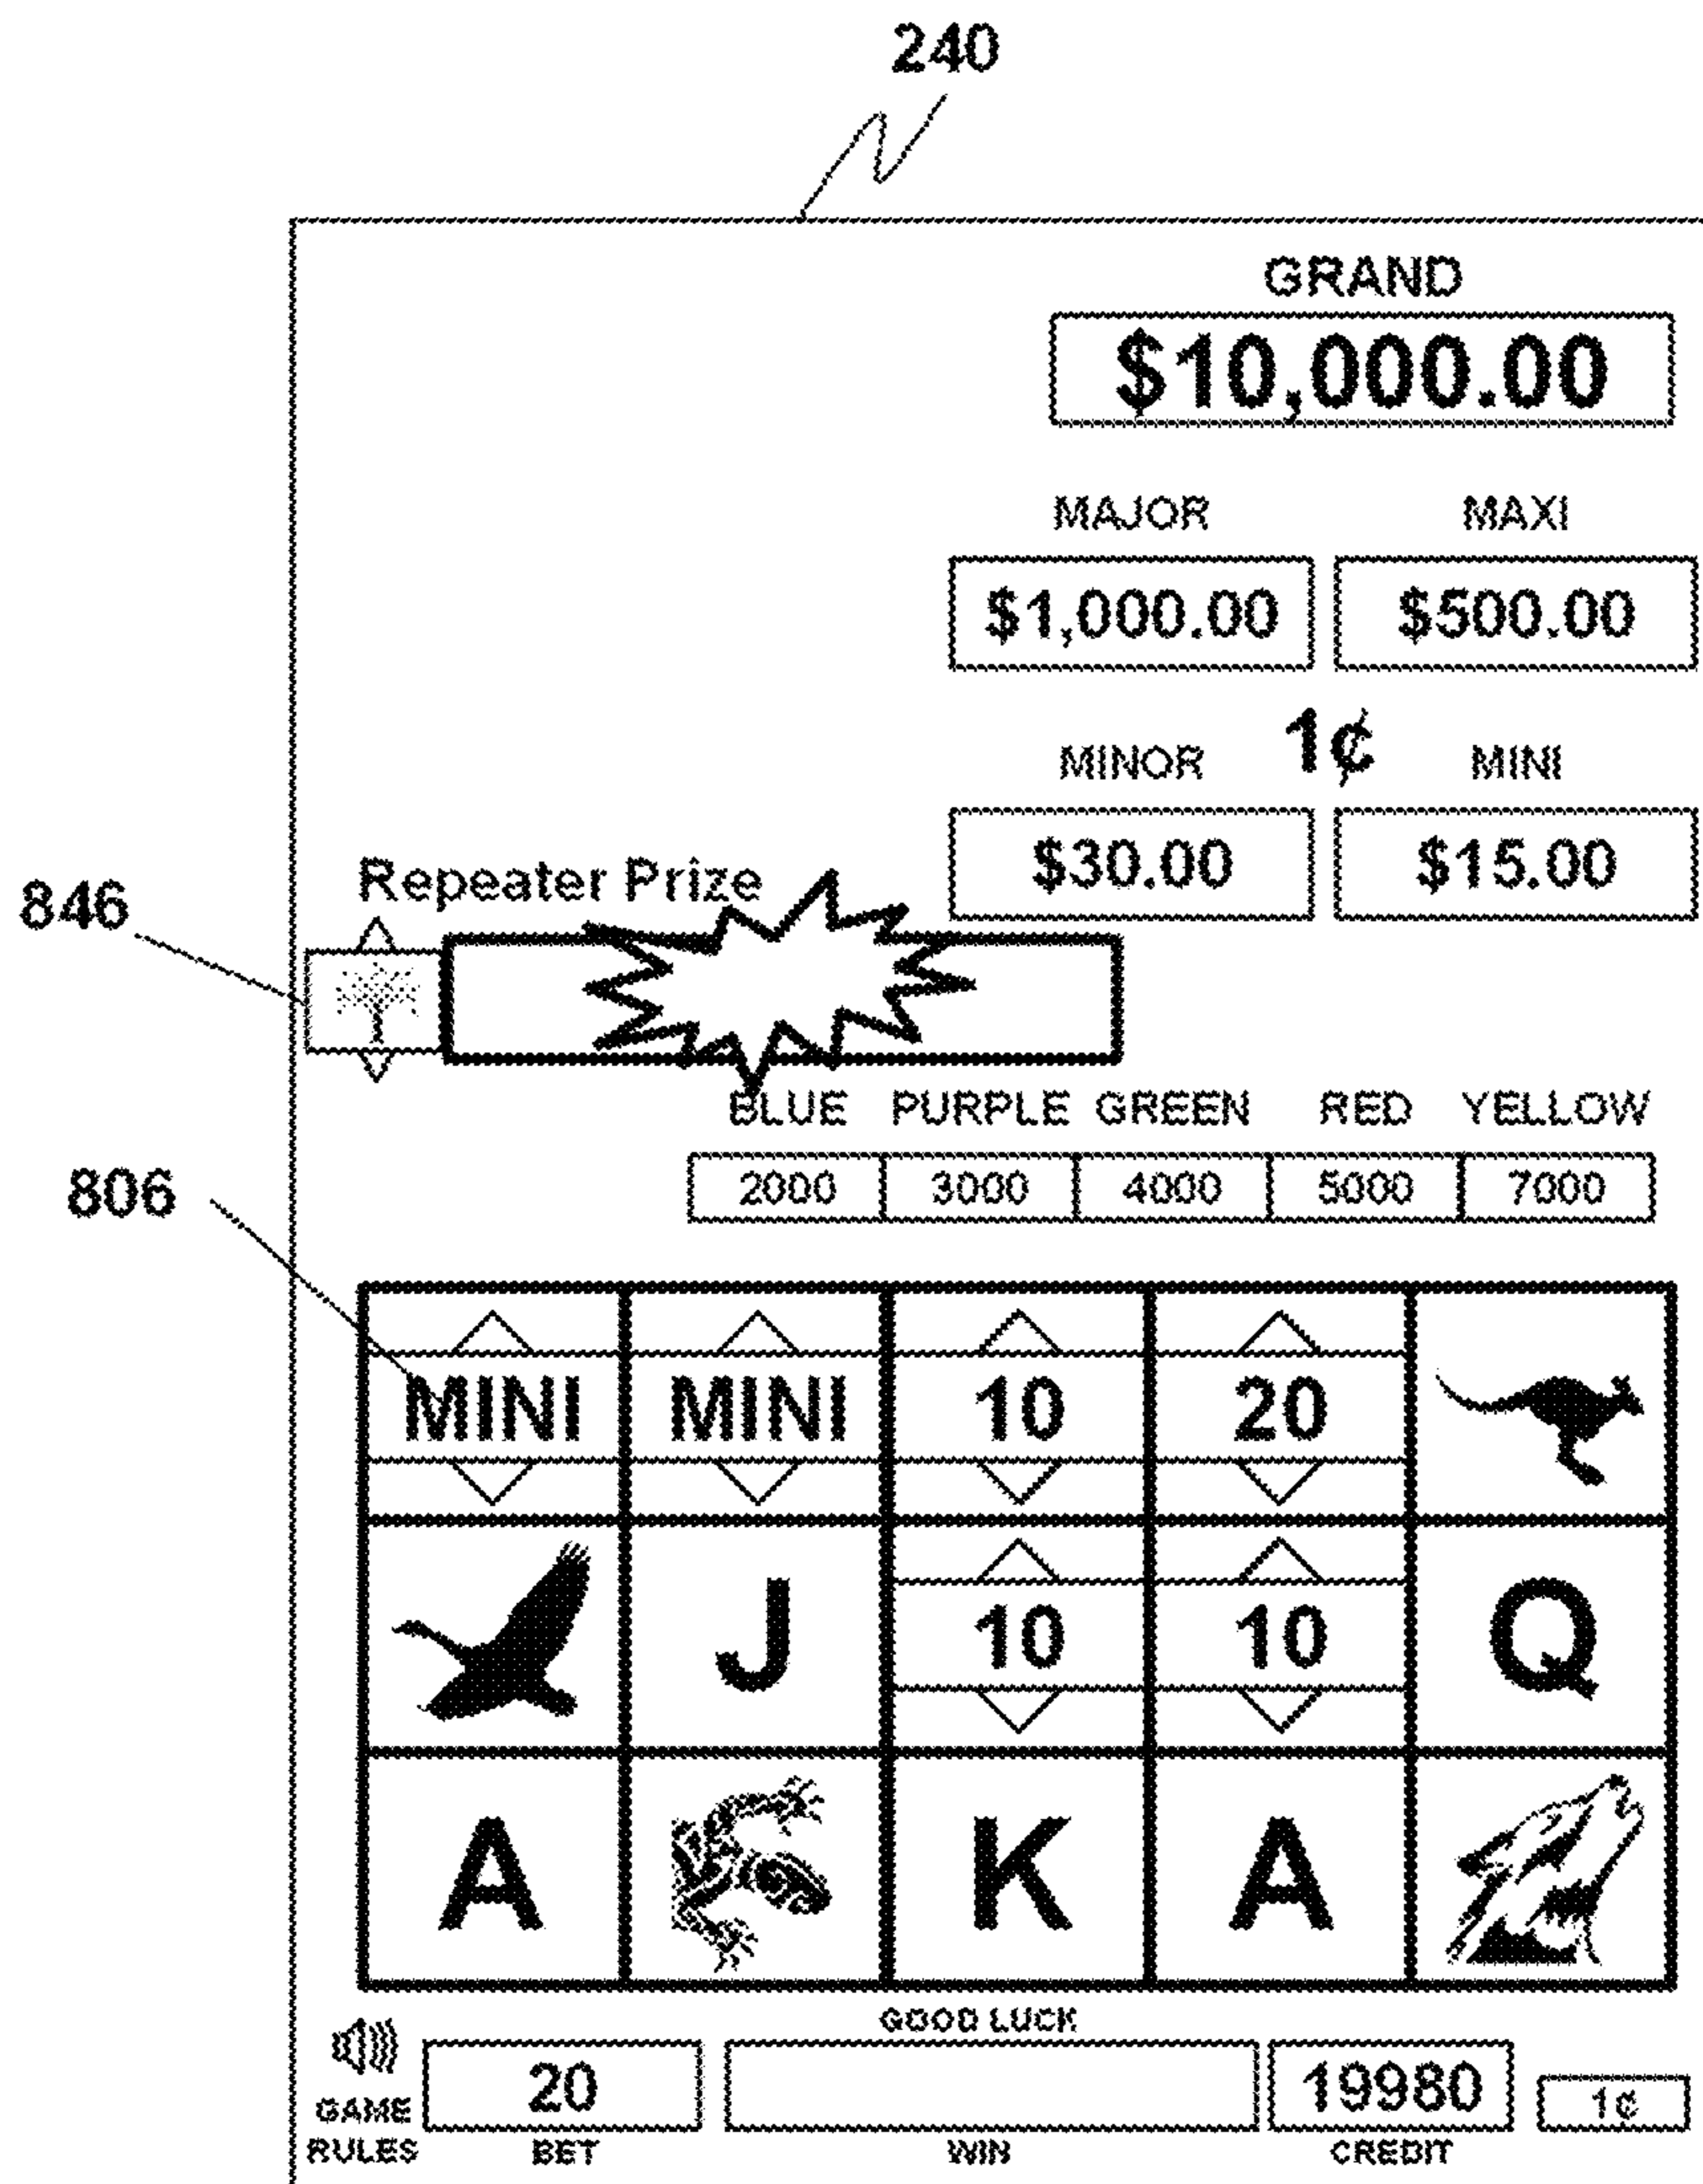 240
GRAND
$10,000.00
MAJOR MAXI
$1,000.00 $500.00
1¢
MINOR MINI
$30.00 $15.00
Repeater Prize
846
BLUE PURPLE GREEN RED YELLOW
2000 3000 4000 5000 7000
806
MINI MINI 10 20
J 10 10 Q
A K A
GOOD LUCK
20 19980 1¢
GAME RULES BET WIN CREDIT